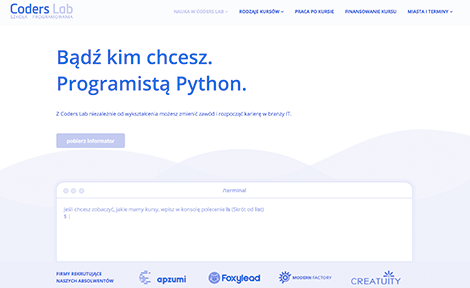 Coders Lab
SZKOŁA PROGRAMOWANIA
NAUKA W CODERS LAB
RODZAJE KURSÓW
PRACA PO KURSIE
FINANSOWANIE KURSU
MIASTA I TERMINY
Bądź kim chcesz.
Programistą Python.
Z Coders Lab niezależnie od wykształcenia możesz zmienić zawód i rozpocząć karierę w branży IT.
pobierz informator
//terminal
Jeśli chcesz zobaczyć, jakie mamy kursy, wpisz w konsolę polecenie ls (Skrót od list)
$ |
FIRMY REKRUTUJĄCE
NASZYCH ABSOLWENTÓW
apzumi
Foxylead
MODERN FACTORY
CREATUITY